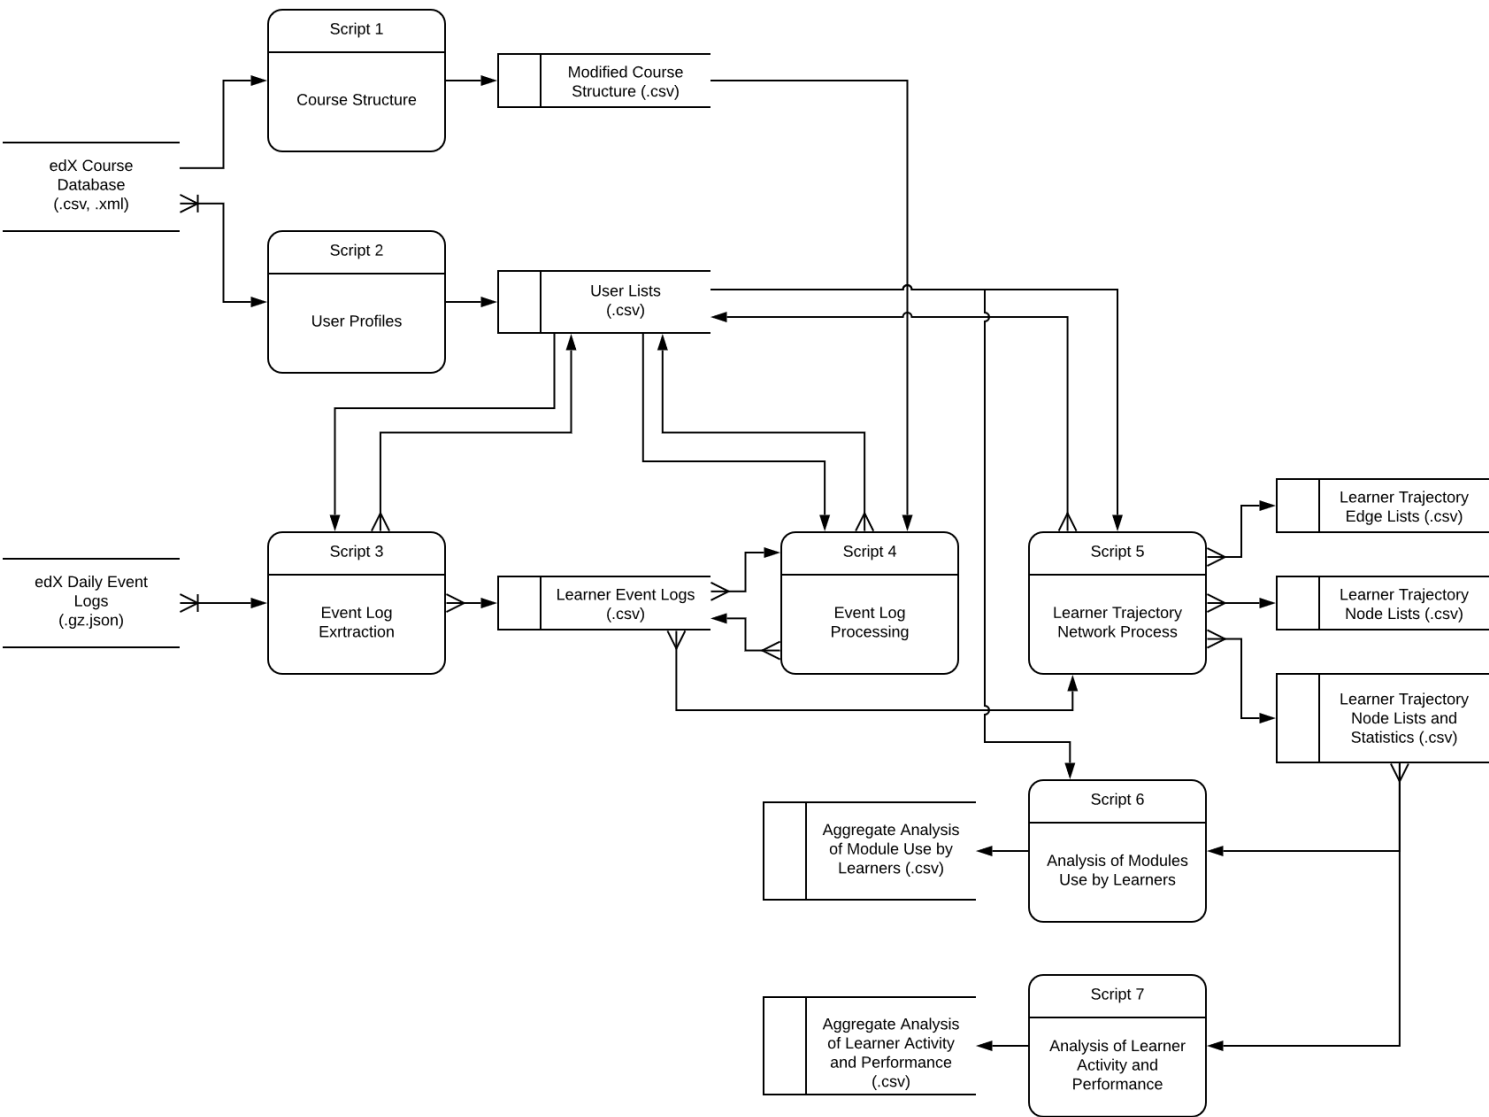 Script 1
Course Structure
Modified Course
Structure (.csv)
edX Course
Database
(.csv, .xml)
Script 2
User Profiles
User Lists
(.csv)
edX Daily Event
Logs
(.gz.json)
Script 3
Event Log
Exrtraction
Learner Event Logs
(.csv)
Script 4
Event Log
Processing
Script 5
Learner Trajectory
Network Process
Learner Trajectory
Edge Lists (.csv)
Learner Trajectory
Node Lists (.csv)
Learner Trajectory
Node Lists and
Statistics (.csv)
Aggregate Analysis
of Module Use by
Learners (.csv)
Script 6
Analysis of Modules
Use by Learners
Aggregate Analysis
of Learner Activity
and Performance
(.csv)
Script 7
Analysis of Learner
Activity and
Performance